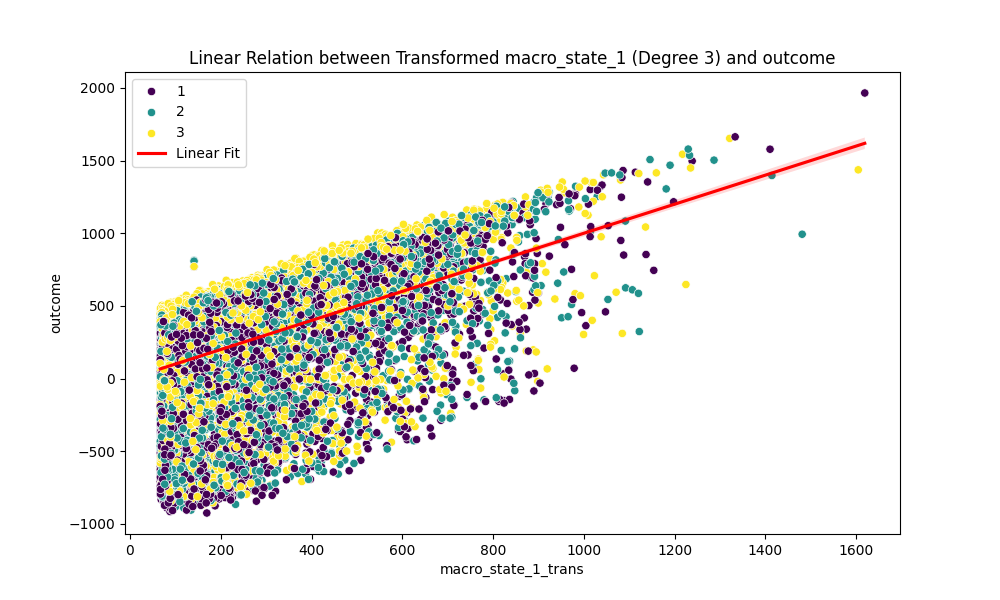 Linear Relation between Transformed macro_state_1 (Degree 3) and outcome
1
2
3
Linear Fit
2000
1500
1000
500
0
−500
−1000
outcome
0 200 400 600 800 1000 1200 1400 1600
macro_state_1_trans